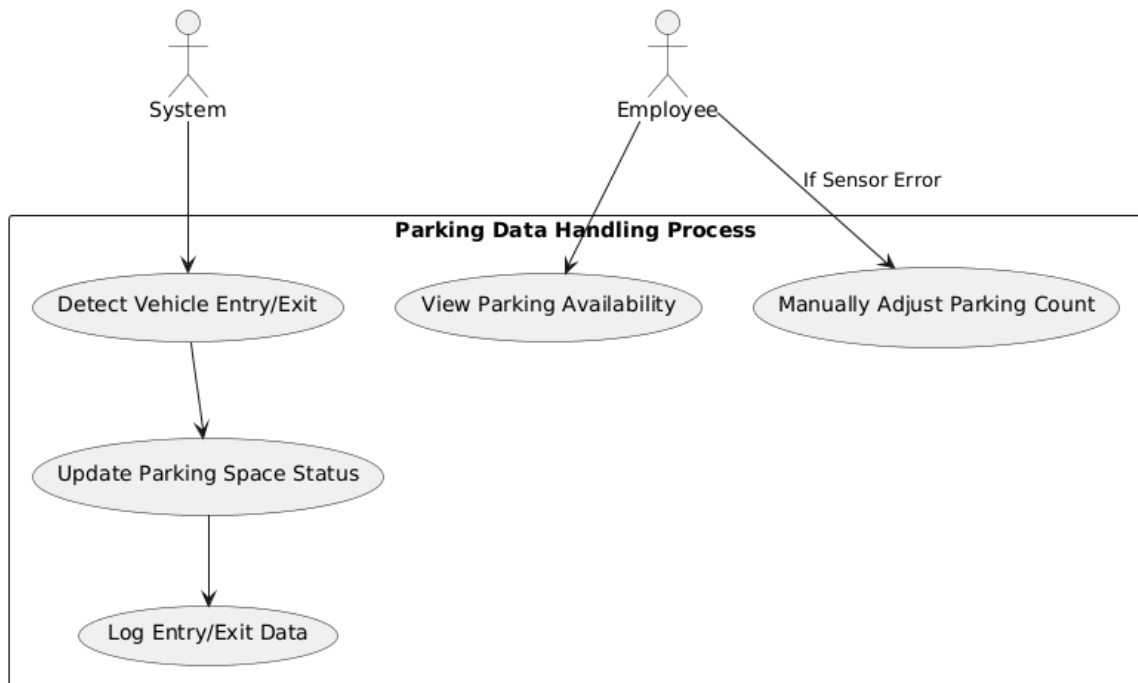 System
Employee
If Sensor Error
Parking Data Handling Process
Detect Vehicle Entry/Exit
View Parking Availability
Manually Adjust Parking Count
Update Parking Space Status
Log Entry/Exit Data